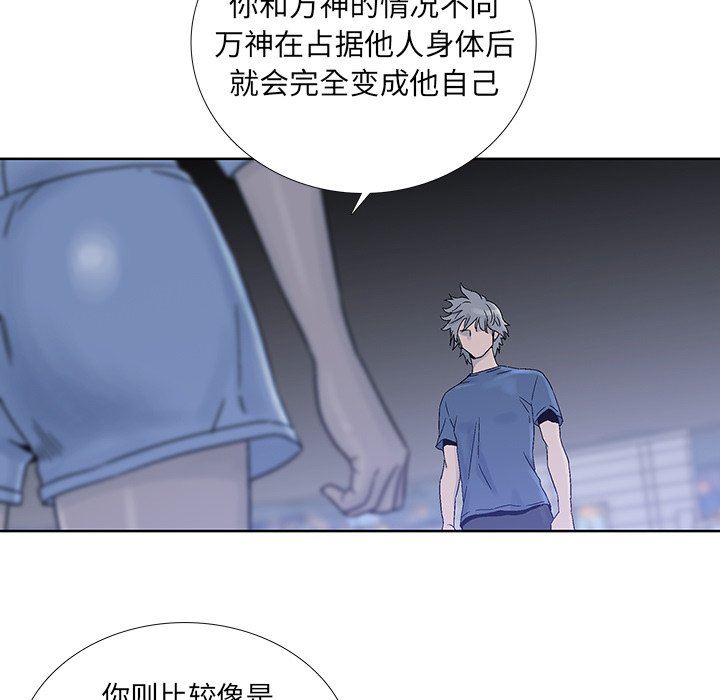 你和万神的情况不同
万神在占据他人身体后
就会完全变成他自己
你则比较像是